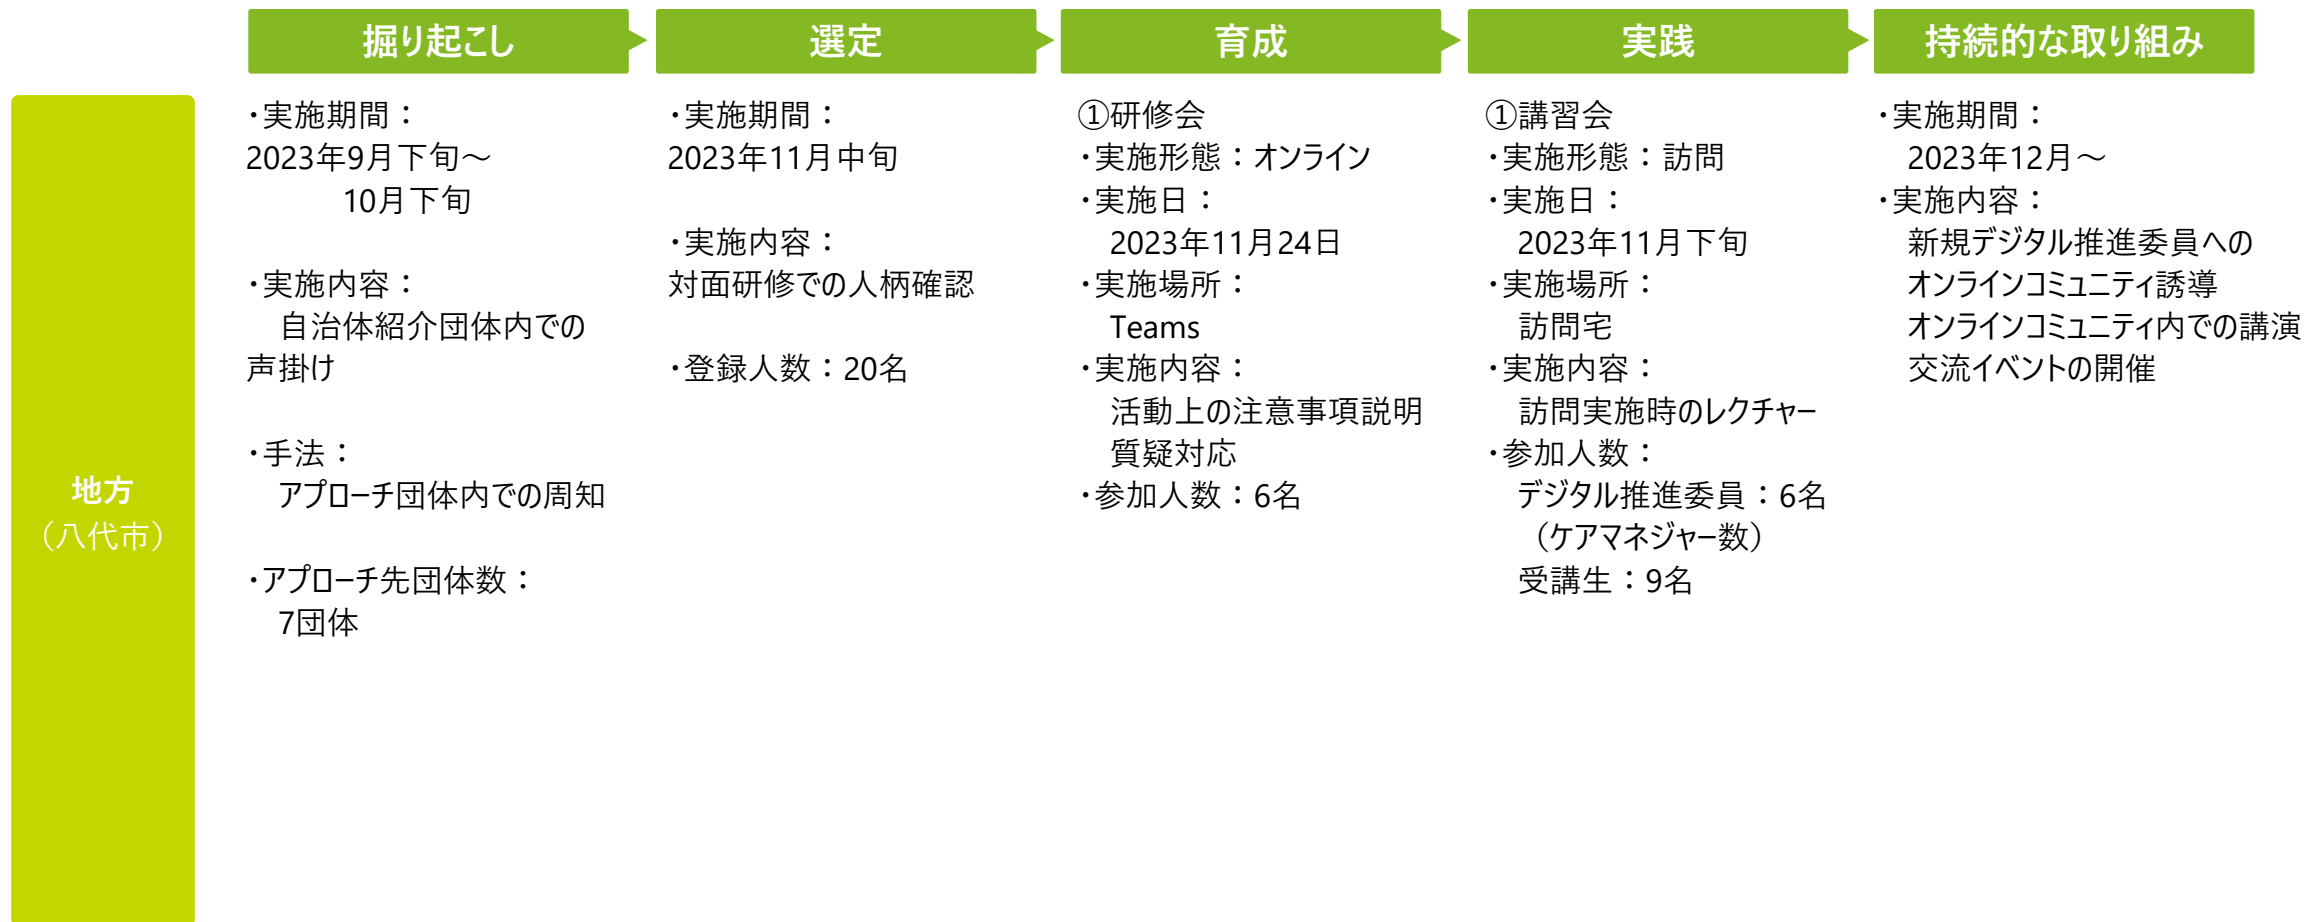 掘り起こし
選定
育成
実践
持続的な取り組み
地方
（八代市）
・実施期間：
2023年9月下旬～
10月下旬
・実施内容：
自治体紹介団体内での
声掛け
・手法：
アプローチ団体内での周知
・アプローチ先団体数：
7団体
・実施期間：
2023年11月中旬
・実施内容：
対面研修での人柄確認
・登録人数：20名
①研修会
・実施形態：オンライン
・実施日：
2023年11月24日
・実施場所：
Teams
・実施内容：
活動上の注意事項説明
質疑対応
・参加人数：6名
①講習会
・実施形態：訪問
・実施日：
2023年11月下旬
・実施場所：
訪問宅
・実施内容：
訪問実施時のレクチャー
・参加人数：
デジタル推進委員：6名
（ケアマネジャー数）
受講生：9名
・実施期間：
2023年12月～
・実施内容：
新規デジタル推進委員への
オンラインコミュニティ誘導
オンラインコミュニティ内での講演
交流イベントの開催